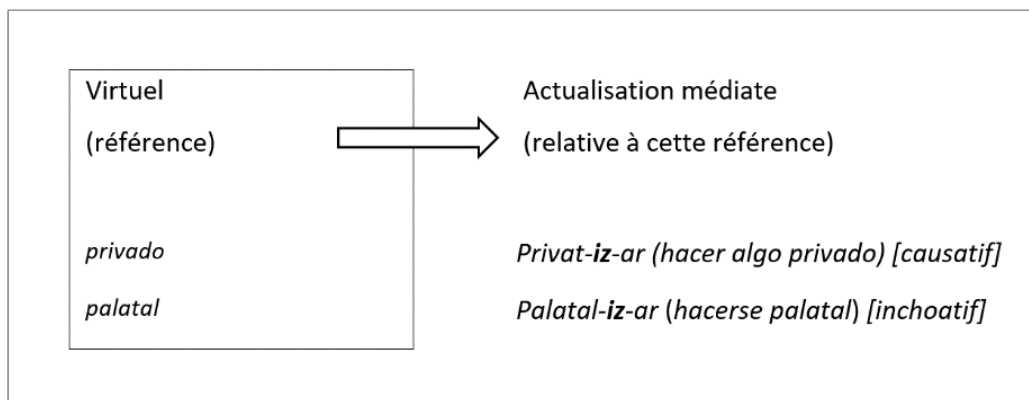 Virtuel
Actualisation médiate
(référence)
(relative à cette référence)
privado
Privat-iz-ar (hacer algo privado) [causatif]
palatal
Palatal-iz-ar (hacerse palatal) [inchoatif]